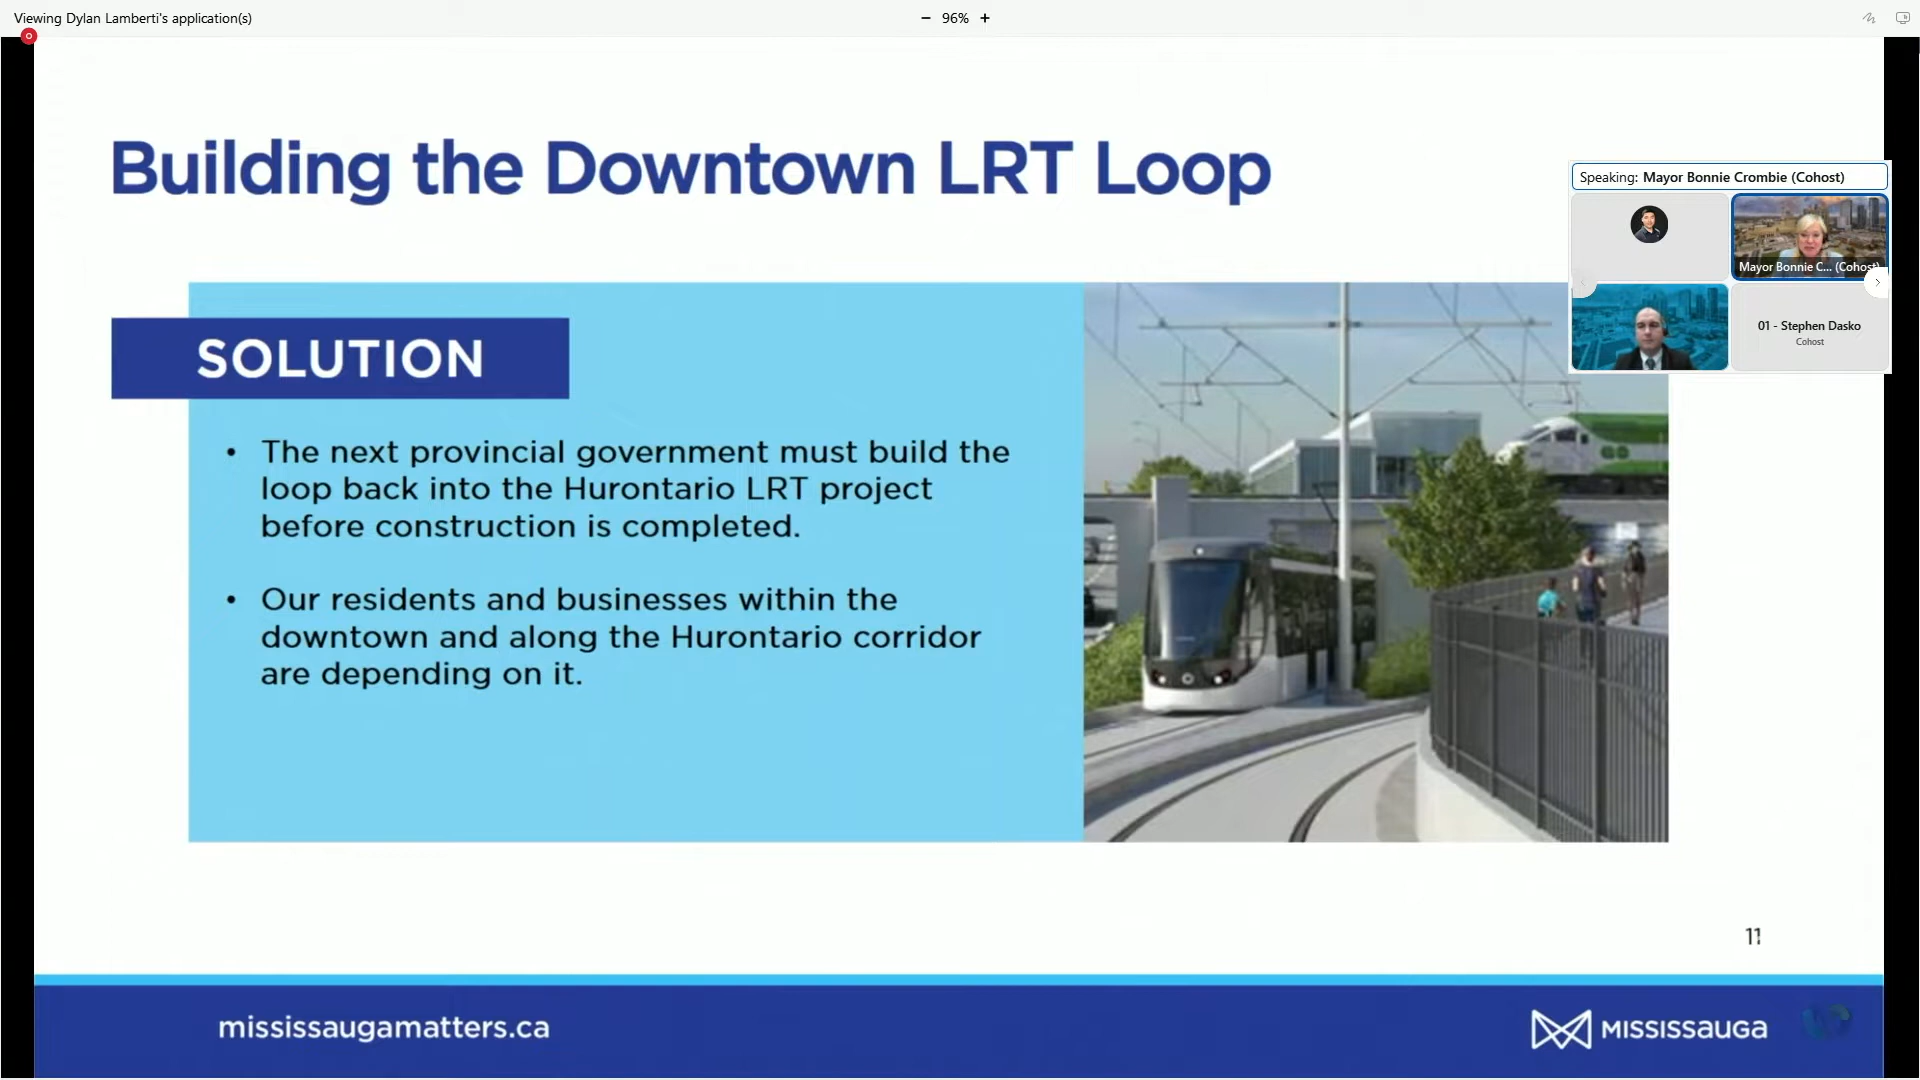 Viewing Dylan Lamberti's application(s)
− 96% +
Building the Downtown LRT Loop
Speaking: Mayor Bonnie Crombie (Cohost)
Mayor Bonnie C... (Cohost)
01 - Stephen Dasko
Cohost
SOLUTION
• The next provincial government must build the
loop back into the Hurontario LRT project
before construction is completed.
• Our residents and businesses within the
downtown and along the Hurontario corridor
are depending on it.
GO
11
mississaugamatters.ca
MISSISSAUGA